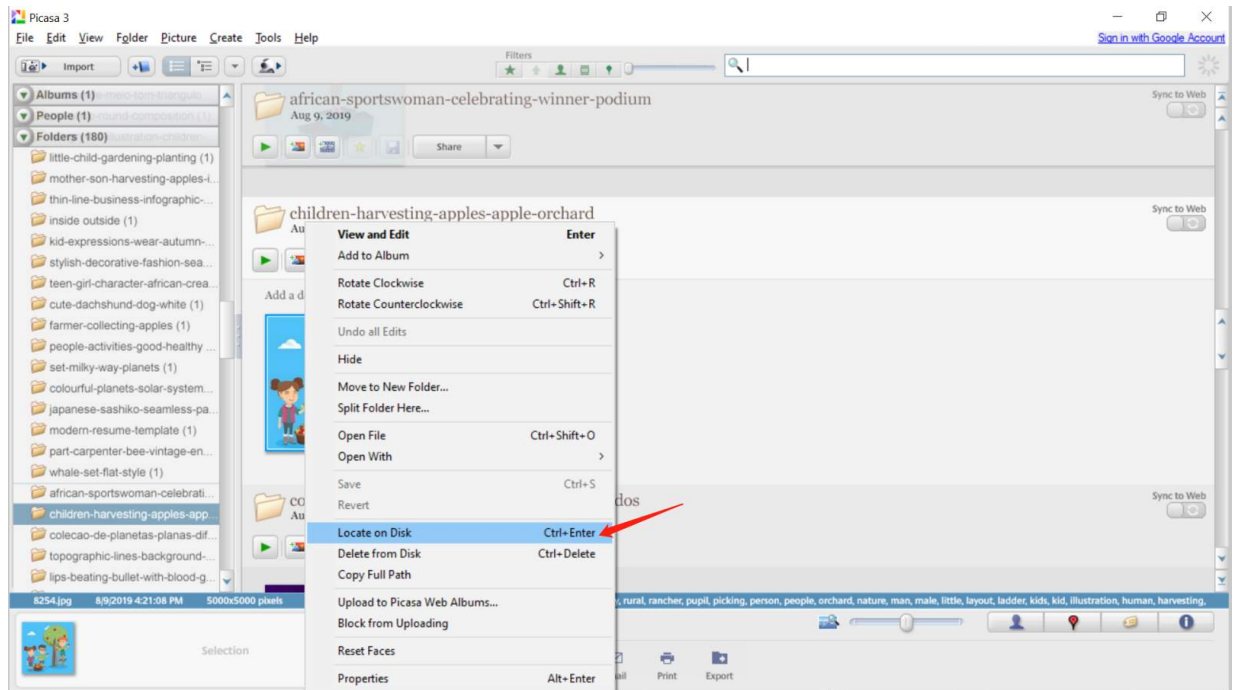 Picasa 3
File Edit View Folder Picture Create Tools Help
Sign in with Google Account
Import
Filters
Albums (1)
People (1)
Folders (180)
little-child-gardening-planting (1)
mother-son-harvesting-apples-i...
thin-line-business-infographic-...
inside outside (1)
kid-expressions-wear-autumn-...
stylish-decorative-fashion-sea...
teen-girl-character-african-crea...
cute-dachshund-dog-white (1)
farmer-collecting-apples (1)
people-activities-good-healthy ...
set-milky-way-planets (1)
colourful-planets-solar-system...
japanese-sashiko-seamless-pa...
modern-resume-template (1)
part-carpenter-bee-vintage-en...
whale-set-flat-style (1)
african-sportswoman-celebrati...
children-harvesting-apples-app...
colecao-de-planetas-planas-dif...
topographic-lines-background-...
lips-beating-bullet-with-blood-g...
african-sportswoman-celebrating-winner-podium
Aug 9, 2019
Sync to Web
Share
children-harvesting-apples-apple-orchard
Au
Sync to Web
Add a d
co
dos
Au
Sync to Web
View and Edit Enter
Add to Album
Rotate Clockwise Ctrl+R
Rotate Counterclockwise Ctrl+Shift+R
Undo all Edits
Hide
Move to New Folder...
Split Folder Here...
Open File Ctrl+Shift+O
Open With
Save Ctrl+S
Revert
Locate on Disk Ctrl+Enter
Delete from Disk Ctrl+Delete
Copy Full Path
Upload to Picasa Web Albums...
Block from Uploading
Reset Faces
Properties Alt+Enter
8254.jpg 8/9/2019 4:21:08 PM 5000x5000 pixels
, rural, rancher, pupil, picking, person, people, orchard, nature, man, male, little, layout, ladder, kids, kid, illustration, human, harvesting,
Selection
ail Print Export